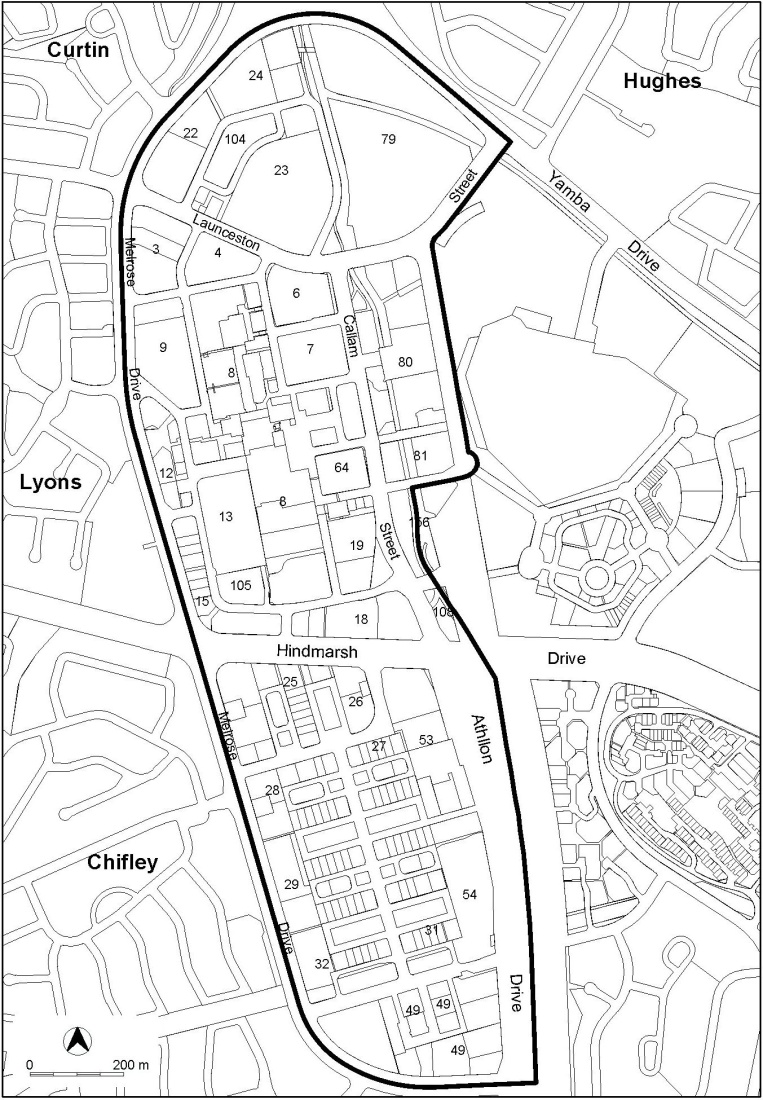 Curtin
Hughes
24
22
104
79
23
Street
Yamba
Drive
Launceston
Melrose
3
4
6
Callam
9
7
8
80
Drive
Lyons
12
64
81
13
8
156
19
Street
105
15
18
108
Hindmarsh
Drive
25
26
Melrose
27
53
Athllon
28
Chifley
29
54
31
Drive
32
Drive
49
49
49
0
200 m